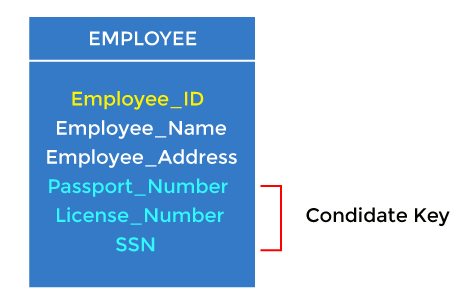 EMPLOYEE
Employee_ID
Employee_Name
Employee_Address
Passport_Number
License_Number
SSN
Condidate Key